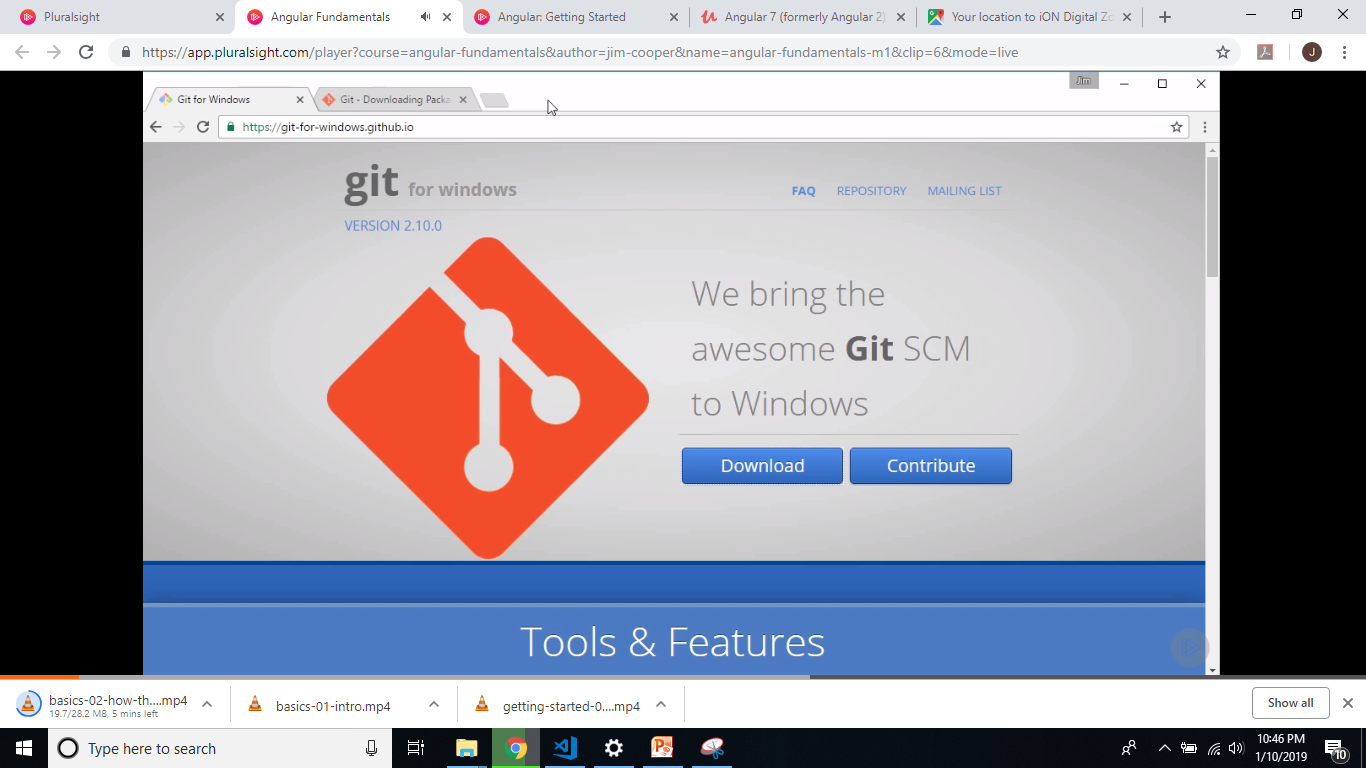 Pluralsight
Angular Fundamentals
Angular: Getting Started
Angular 7 (formerly Angular 2)
Your location to iON Digital Zo
https://app.pluralsight.com/player?course=angular-fundamentals&author=jim-cooper&name=angular-fundamentals-m1&clip=6&mode=live
J
Jim
Git for Windows
Git - Downloading Packa
https://git-for-windows.github.io
git for windows
FAQ
REPOSITORY
MAILING LIST
VERSION 2.10.0
We bring the
awesome Git SCM
to Windows
Download
Contribute
Tools & Features
basics-02-how-th....mp4
19.7/28.2 MB, 5 mins left
basics-01-intro.mp4
getting-started-0....mp4
Show all
Type here to search
10:46 PM
1/10/2019
10